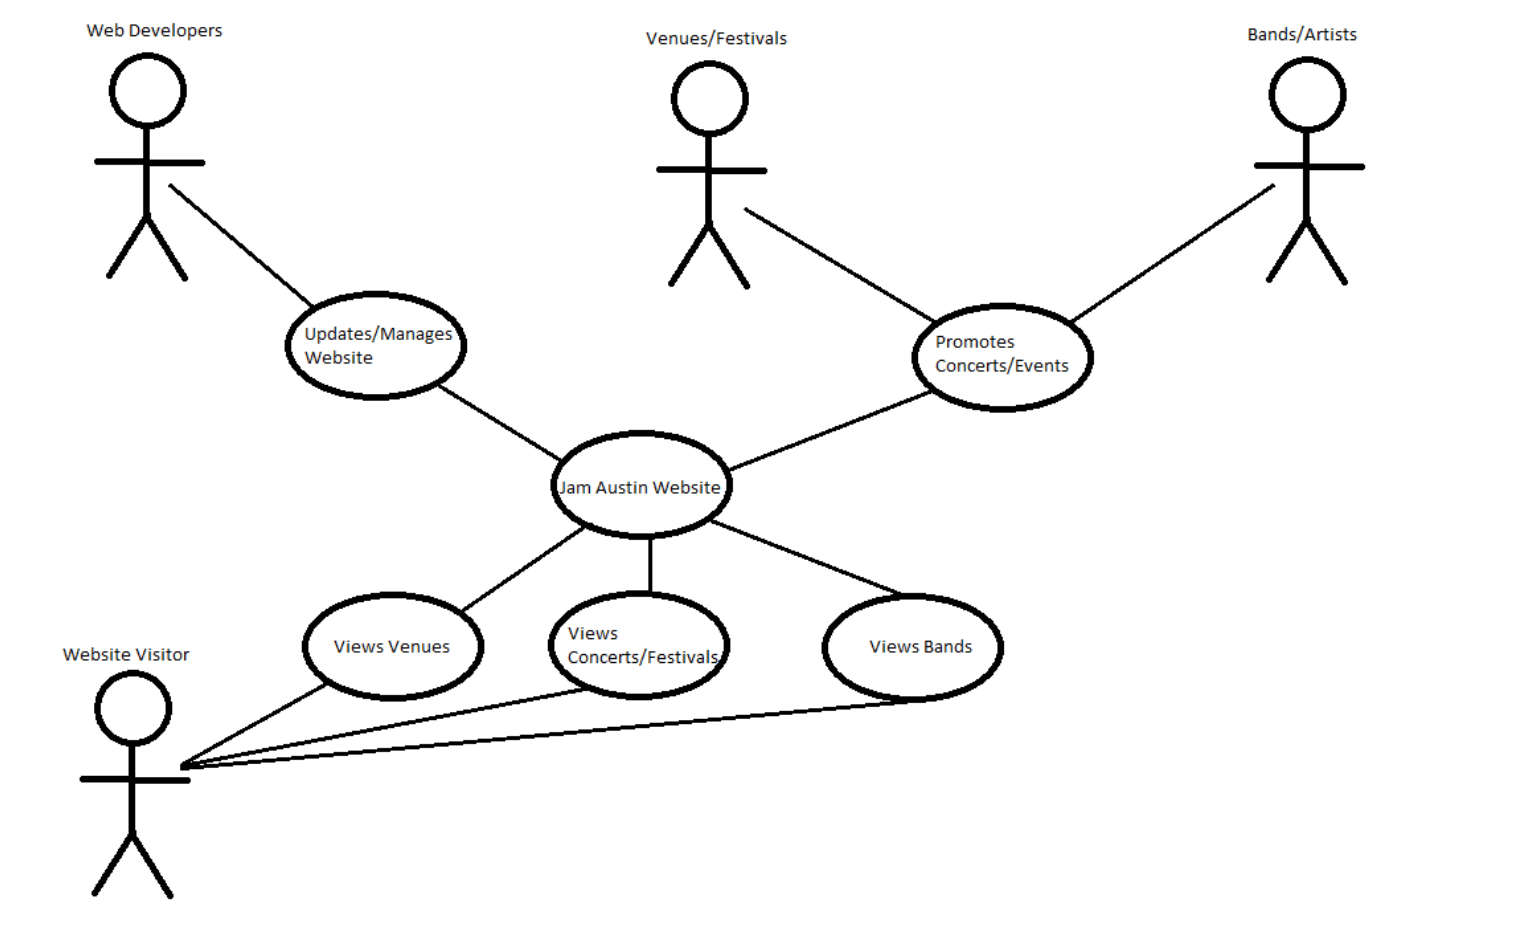 Web Developers
Venues/Festivals
Bands/Artists
Updates/Manages
Website
Promotes
Concerts/Events
Jam Austin Website
Views Venues
Views
Concerts/Festivals
Views Bands
Website Visitor